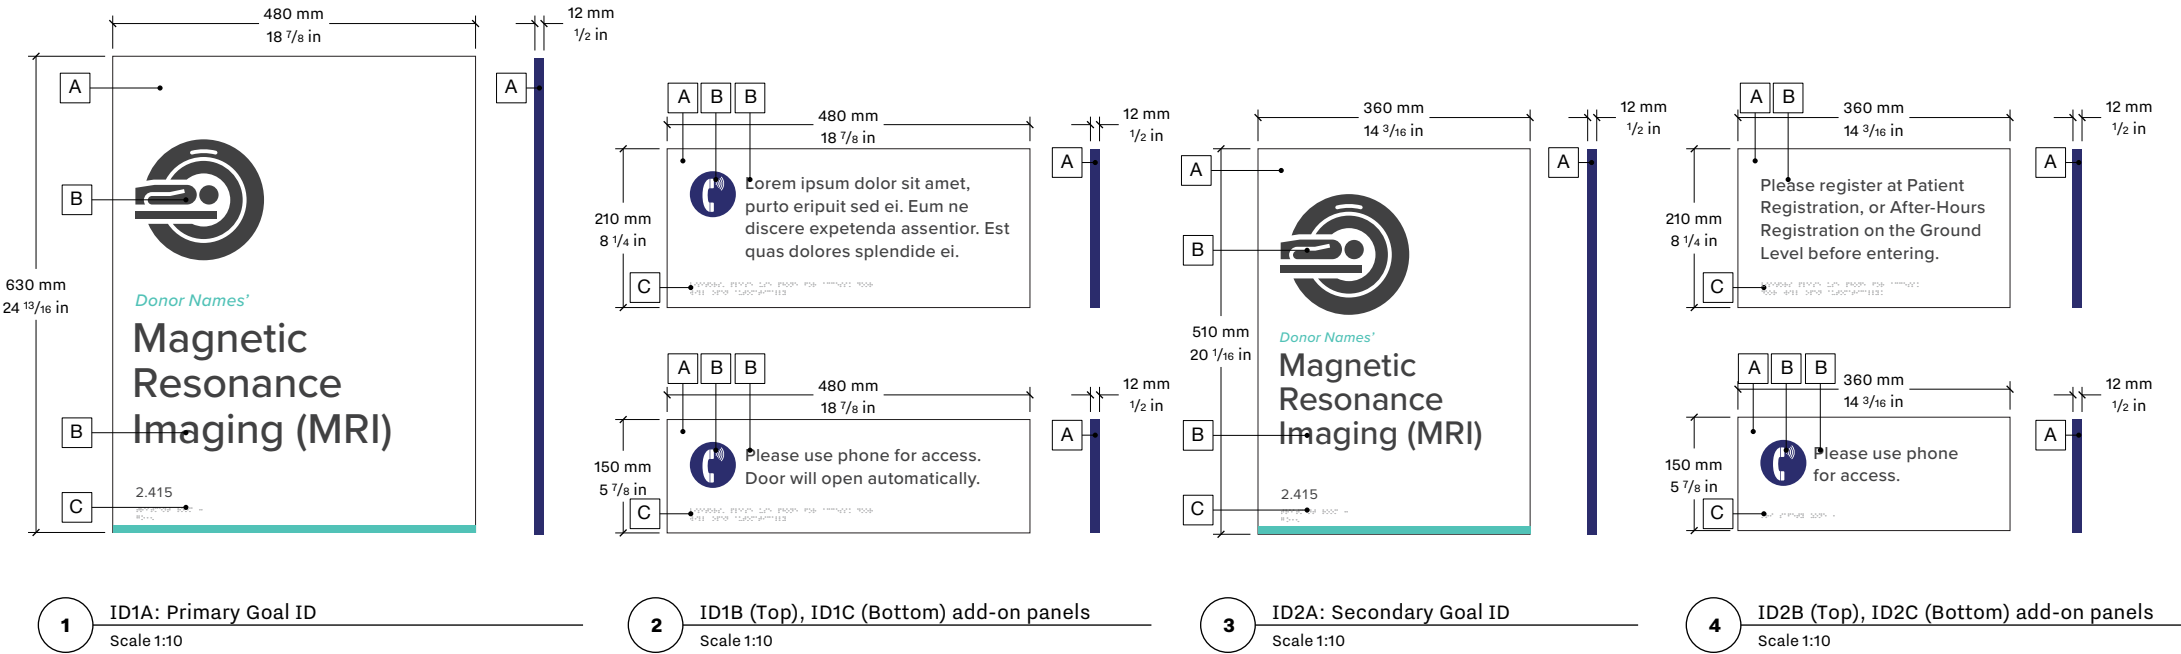 480 mm
18 7/8 in
12 mm
1/2 in
A
A
B
630 mm
24 13/16 in
Donor Names’
Magnetic
Resonance
Imaging (MRI)
B
2.415
C
1
ID1A: Primary Goal ID
Scale 1:10
A
B
B
480 mm
18 7/8 in
12 mm
1/2 in
A
210 mm
8 1/4 in
Lorem ipsum dolor sit amet,
purto eripuit sed ei. Eum ne
discere expetenda assentior. Est
quas dolores splendide ei.
C
A
B
B
480 mm
18 7/8 in
12 mm
1/2 in
A
150 mm
5 7/8 in
Please use phone for access.
Door will open automatically.
C
2
ID1B (Top), ID1C (Bottom) add-on panels
Scale 1:10
360 mm
14 3/16 in
12 mm
1/2 in
A
A
B
510 mm
20 1/16 in
Donor Names’
Magnetic
Resonance
Imaging (MRI)
B
2.415
C
3
ID2A: Secondary Goal ID
Scale 1:10
A
B
360 mm
14 3/16 in
12 mm
1/2 in
A
210 mm
8 1/4 in
Please register at Patient
Registration, or After-Hours
Registration on the Ground
Level before entering.
C
A
B
B
360 mm
14 3/16 in
12 mm
1/2 in
A
150 mm
5 7/8 in
Please use phone
for access.
C
4
ID2B (Top), ID2C (Bottom) add-on panels
Scale 1:10